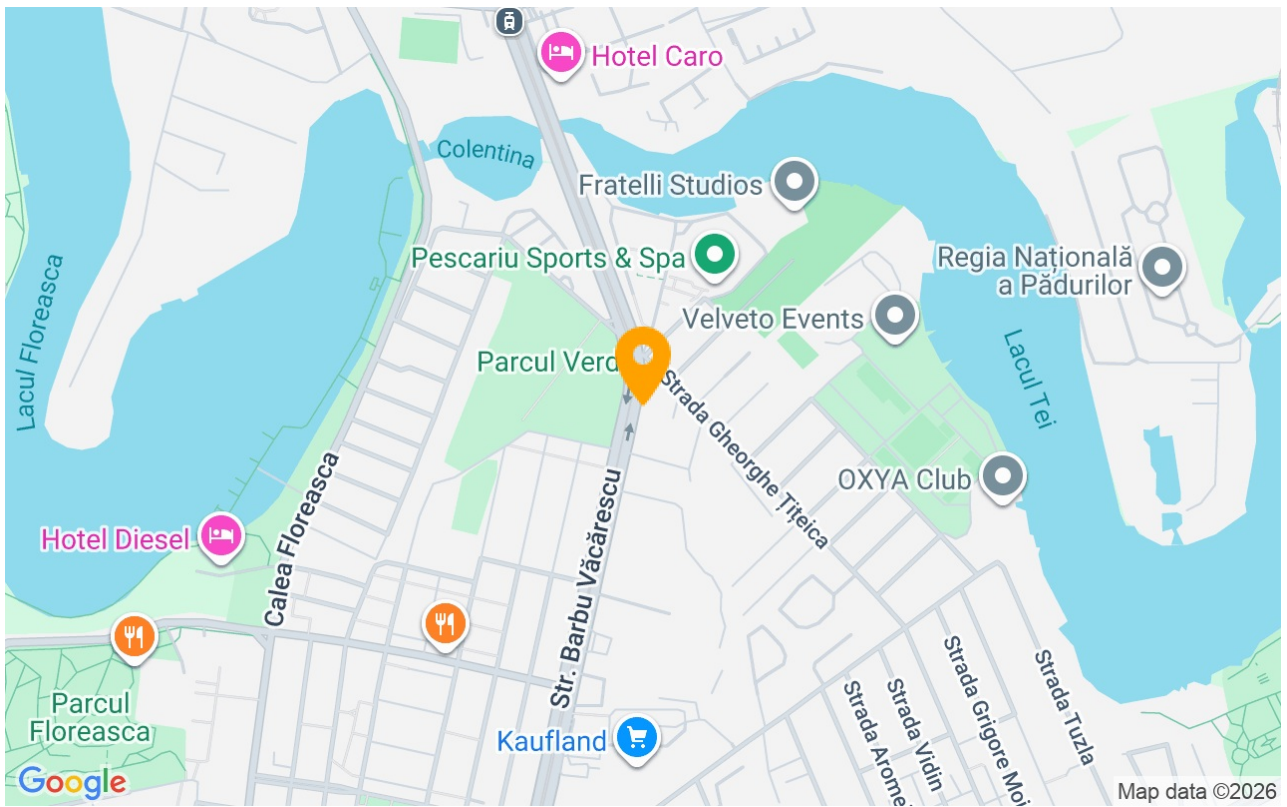 Hotel Caro
Colentina
Fratelli Studios
Pescariu Sports & Spa
Regia Națională
a Pădurilor
Lacul Floreasca
Velveto Events
Parcul Verd
Lacul Tei
Strada Gheorghe Țițeica
OXYA Club
Calea Floreasca
Hotel Diesel
Str. Barbu Văcărescu
Parcul
Floreasca
Kaufland
Strada Arome
Strada Vidin
Strada Grigore Moi
Strada Tuzla
Google
Map data ©2026